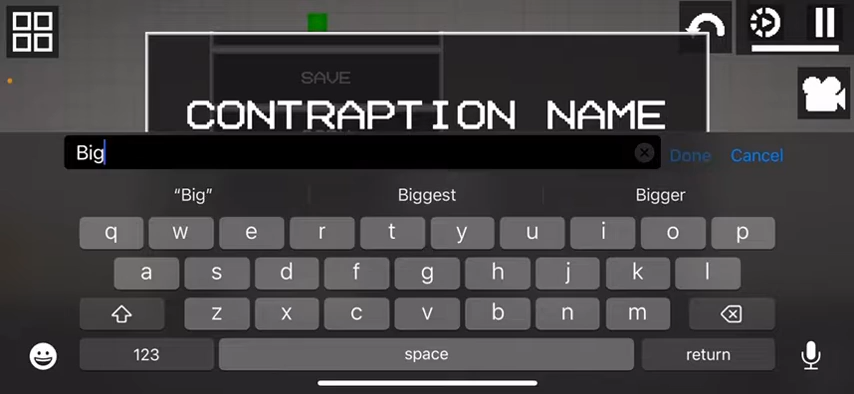 SAVE
CONTRAPTION NAME
Big
Done Cancel
“Big” Biggest Bigger
q w e r t y u i o p
a s d f g h j k l
z x c v b n m
123 space return